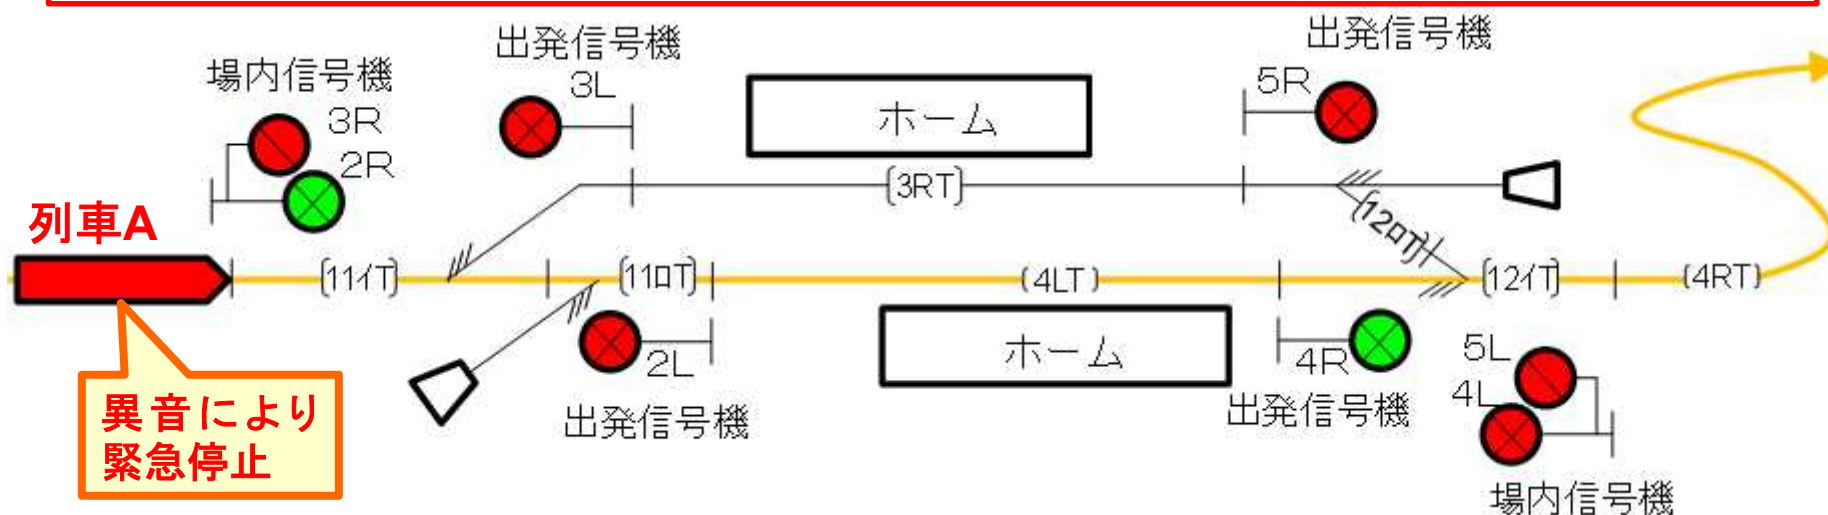 出発信号機
3L
出発信号機
5R
場内信号機
3R
2R
ホーム
(3RT)
列車A
(12ロT)
(11イT)
(11ロT)
(4LT)
(12イT)
(4RT)
2L
出発信号機
ホーム
4R
出発信号機
5L
4L
場内信号機
異音により
緊急停止